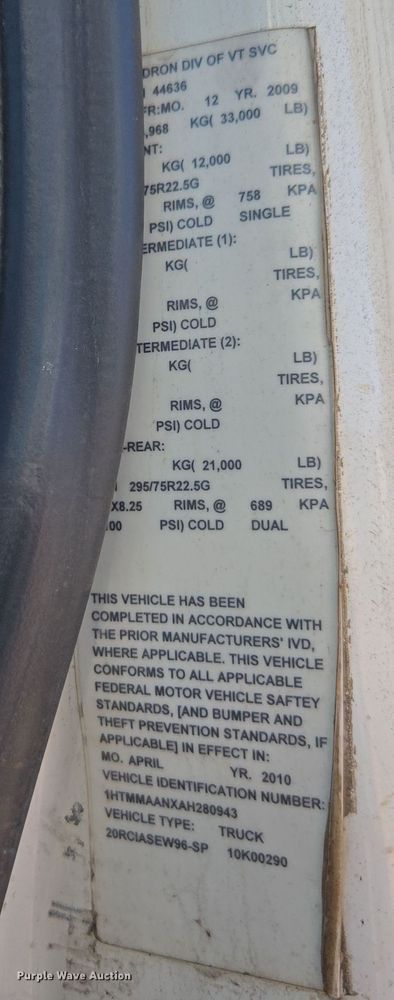 DRON DIV OF VT SVC
44636
FR:MO. 12 YR. 2009
,968 KG( 33,000 LB)
NT:
KG( 12,000 LB)
75R22.5G TIRES,
RIMS, @ 758 KPA
PSI) COLD SINGLE
ERMEDIATE (1):
KG( LB)
TIRES,
RIMS, @ KPA
PSI) COLD
TERMEDIATE (2):
KG( LB)
TIRES,
RIMS, @ KPA
PSI) COLD
-REAR:
KG( 21,000 LB)
295/75R22.5G TIRES,
X8.25 RIMS, @ 689 KPA
.00 PSI) COLD DUAL
THIS VEHICLE HAS BEEN
COMPLETED IN ACCORDANCE WITH
THE PRIOR MANUFACTURERS' IVD,
WHERE APPLICABLE. THIS VEHICLE
CONFORMS TO ALL APPLICABLE
FEDERAL MOTOR VEHICLE SAFTEY
STANDARDS, [AND BUMPER AND
THEFT PREVENTION STANDARDS, IF
APPLICABLE] IN EFFECT IN:
MO. APRIL YR. 2010
VEHICLE IDENTIFICATION NUMBER:
1HTMMAANXAH280943
VEHICLE TYPE: TRUCK
20RCIASEW96-SP 10K00290
Purple Wave Auction